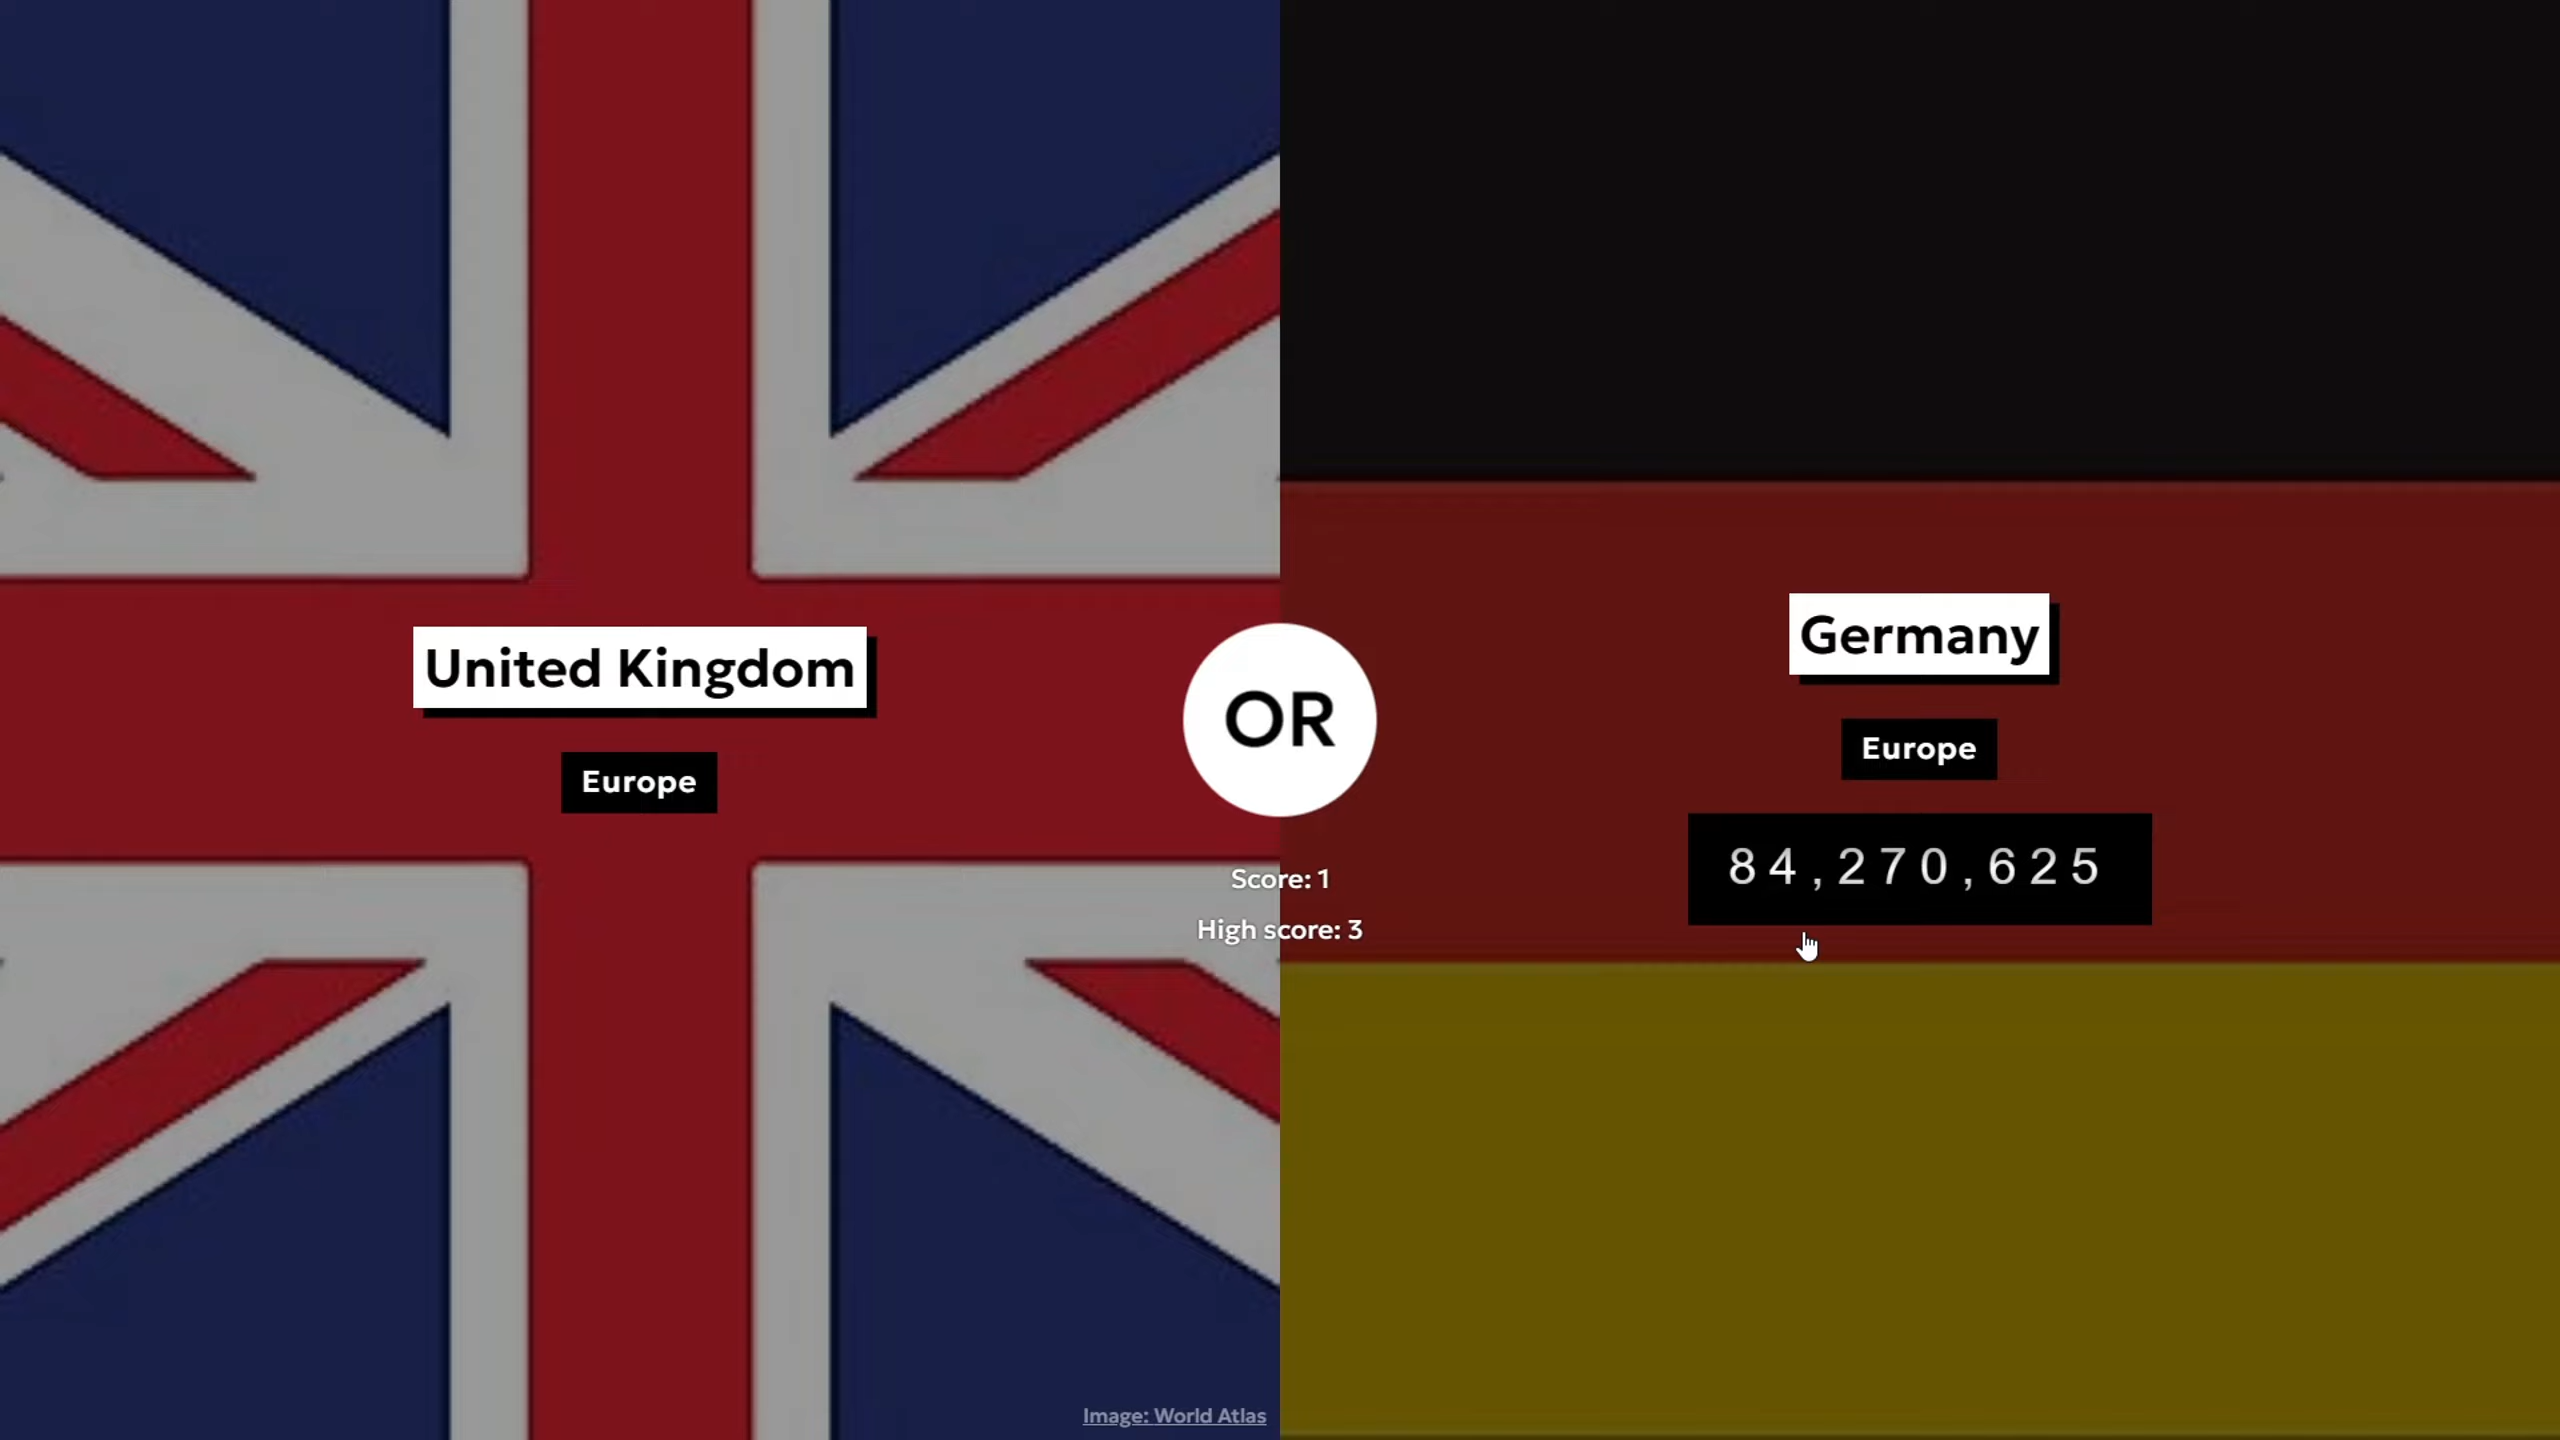 United Kingdom
Europe
OR
Score: 1
High score: 3
Germany
Europe
84,270,625
Image: World Atlas